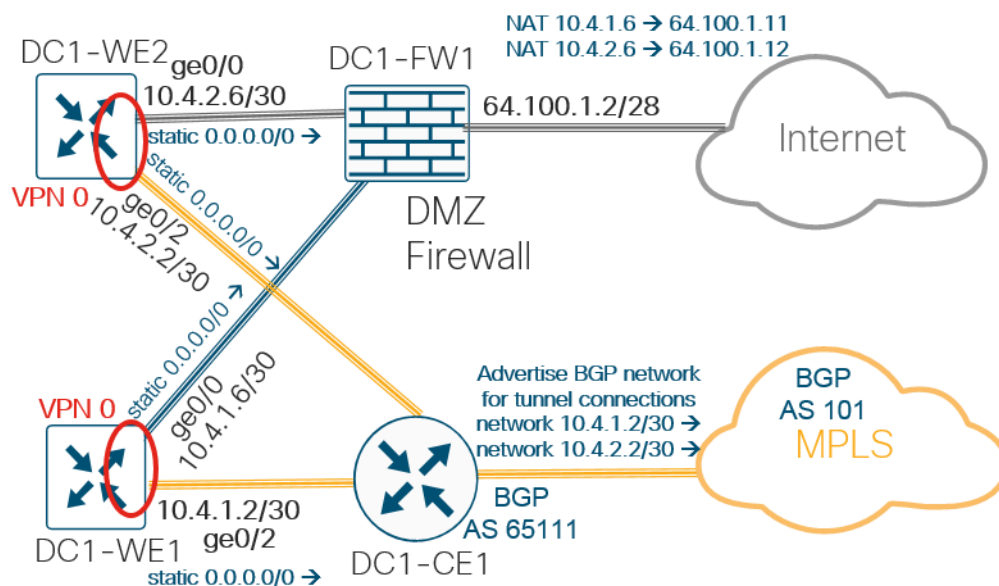 NAT 10.4.1.6 → 64.100.1.11
NAT 10.4.2.6 → 64.100.1.12
DC1-WE2
ge0/0
10.4.2.6/30
static 0.0.0.0/0 →
DC1-FW1
64.100.1.2/28
Internet
VPN 0
static 0.0.0.0/0 →
ge0/2
10.4.2.2/30
DMZ
Firewall
static 0.0.0.0/0 →
ge0/0
10.4.1.6/30
VPN 0
Advertise BGP network
for tunnel connections
network 10.4.1.2/30 →
network 10.4.2.2/30 →
BGP
AS 101
MPLS
10.4.1.2/30
ge0/2
DC1-WE1
static 0.0.0.0/0 →
BGP
AS 65111
DC1-CE1